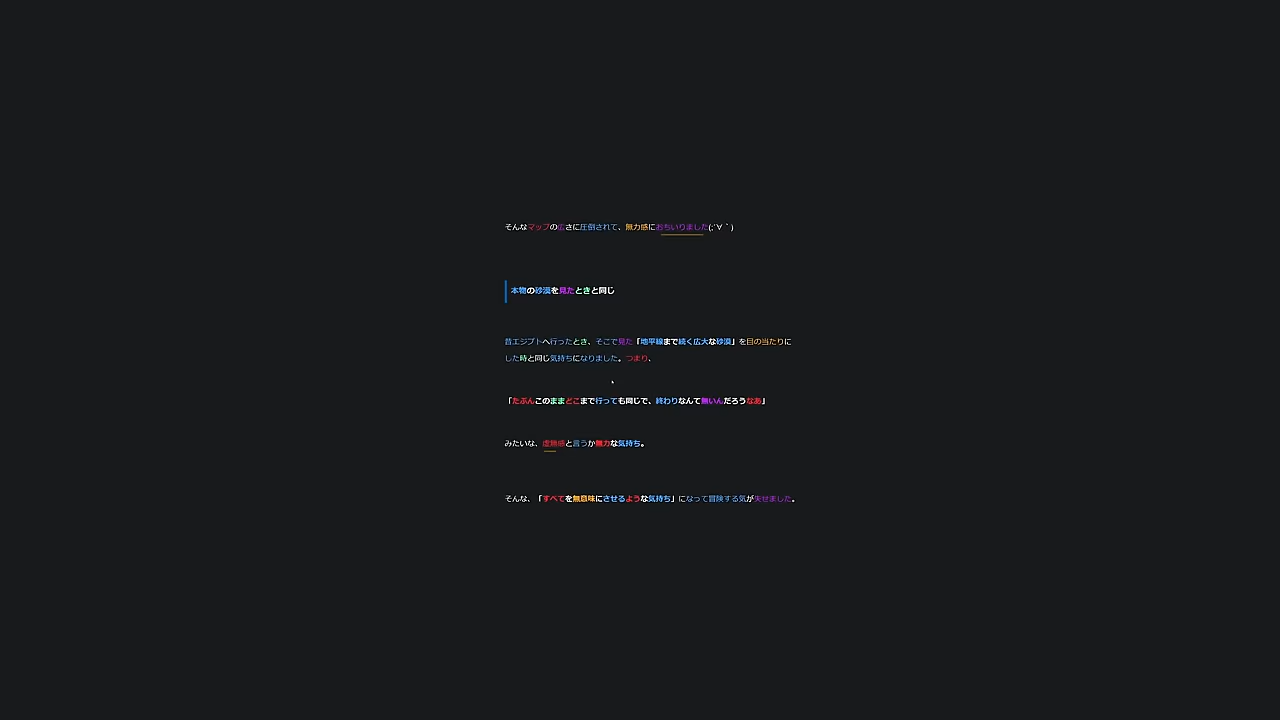 そんなマップの広さに圧倒されて、無力感におちいりました(;´∀｀)
本物の砂漠を見たときと同じ
昔エジプトへ行ったとき、そこで見た「地平線まで続く広大な砂漠」を目の当たりに
した時と同じ気持ちになりました。つまり、
「たぶんこのままどこまで行っても同じで、終わりなんて無いんだろうなあ」
みたいな、虚無感と言うか無力な気持ち。
そんな、「すべてを無意味にさせるような気持ち」になって冒険する気が失せました。